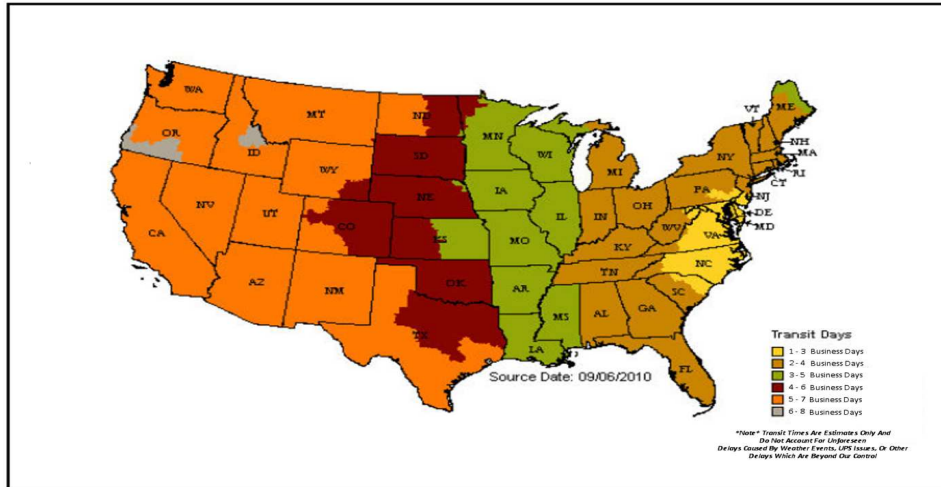 WA
MT
ND
OR
ID
WY
SD
NV
UT
CA
CO
NE
KS
AZ
NM
OK
TX
MN
WI
IA
IL
MO
AR
MS
LA
MI
IN
OH
KY
TN
WV
VA
NC
SC
AL
GA
FL
PA
NY
VT
ME
NH
MA
RI
CT
NJ
DE
MD
Source Date: 09/06/2010
Transit Days
1 - 3 Business Days
2 - 4 Business Days
3 - 5 Business Days
4 - 6 Business Days
5 - 7 Business Days
6 - 8 Business Days
*Note* Transit Times Are Estimates Only And
Do Not Account For Unforeseen
Delays Caused By Weather Events, UPS Issues, Or Other
Delays Which Are Beyond Our Control